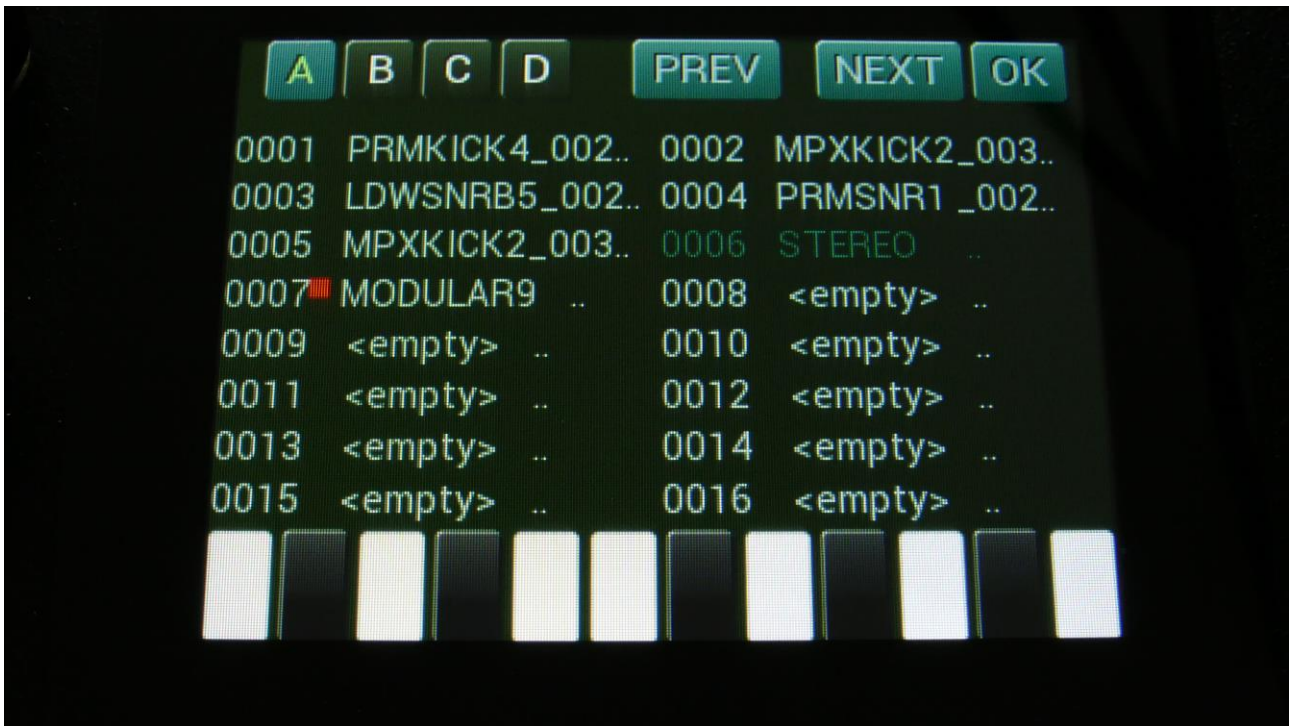 A B C D PREV NEXT OK
0001 PRMKICK4_002.. 0002 MPXKICK2_003..
0003 LDWSNRB5_002.. 0004 PRMSNR1 _002..
0005 MPXKICK2_003.. 0006 STEREO ..
0007 MODULAR9 .. 0008 <empty> ..
0009 <empty> .. 0010 <empty> ..
0011 <empty> .. 0012 <empty> ..
0013 <empty> .. 0014 <empty> ..
0015 <empty> .. 0016 <empty> ..